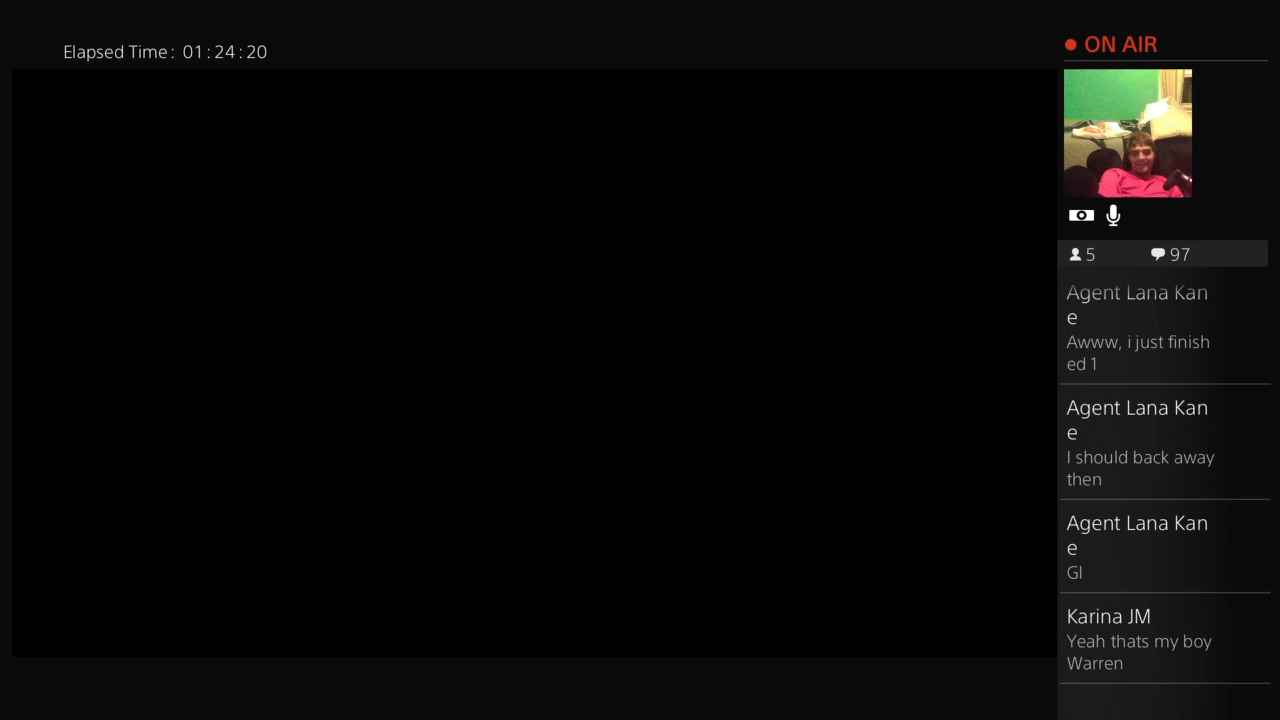 Elapsed Time: 01:24:20
ON AIR
5 97
Agent Lana Kan
e
Awww, i just finish
ed 1
Agent Lana Kan
e
I should back away
then
Agent Lana Kan
e
Gl
Karina JM
Yeah thats my boy
Warren